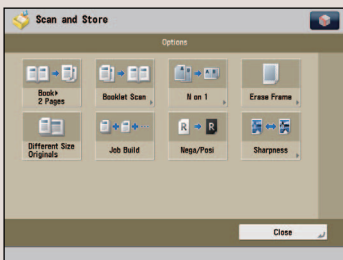 Scan and Store
Options
Book▸
2 Pages
Booklet Scan
N on 1
Erase Frame
Different Size
Originals
Job Build
Nega/Posi
Sharpness
Close